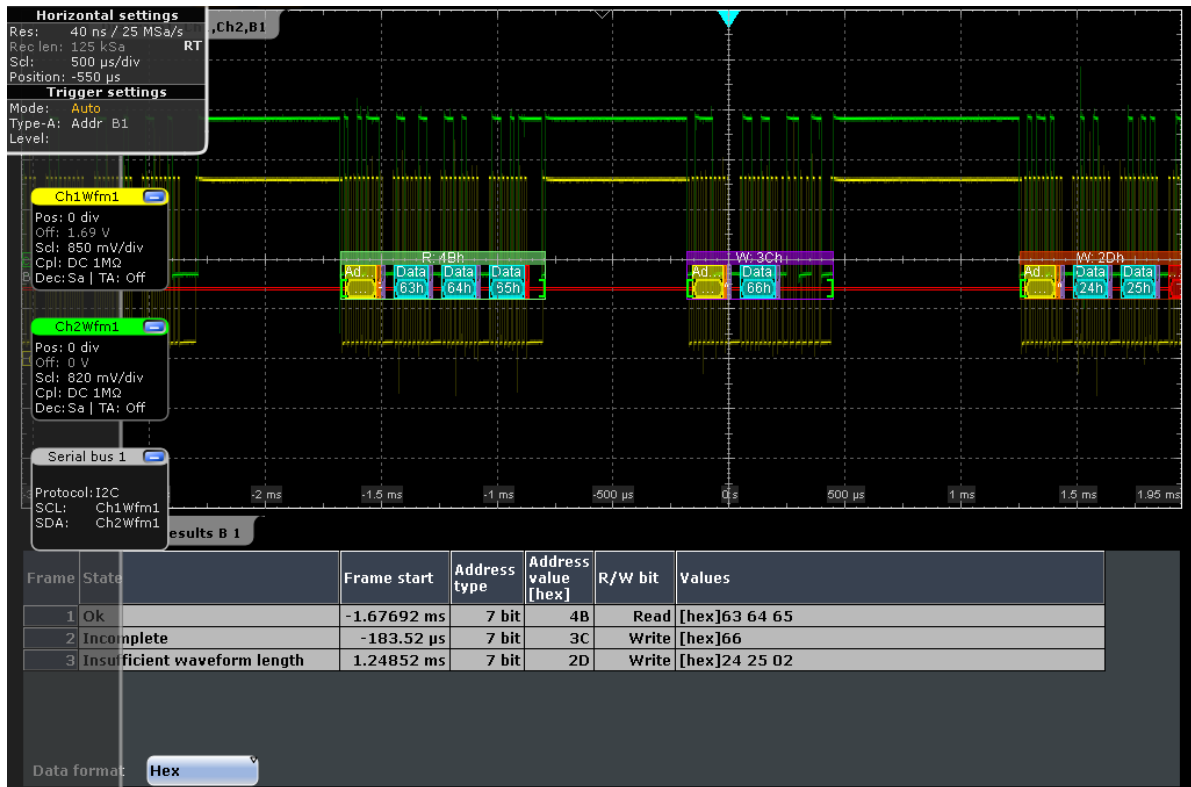 Horizontal settings
Res: 40 ns / 25 MSa/s
Rec len: 125 kSa RT
Scl: 500 µs/div
Position: -550 µs
Trigger settings
Mode: Auto
Type-A: Addr B1
Level:
,Ch2,B1
Ch1Wfm1
Pos: 0 div
Off: 1.69 V
Scl: 850 mV/div
Cpl: DC 1MΩ
Dec: Sa | TA: Off
R: 4Bh
W: 3Ch
W: 2Dh
Ad... Data Data Data
63h 64h 65h
Ad... Data
66h
Ad... Data Data
24h 25h
Ch2Wfm1
Pos: 0 div
Off: 0 V
Scl: 820 mV/div
Cpl: DC 1MΩ
Dec: Sa | TA: Off
Serial bus 1
Protocol: I2C
SCL: Ch1Wfm1
SDA: Ch2Wfm1
-2 ms -1.5 ms -1 ms -500 µs 0 s 500 µs 1 ms 1.5 ms 1.95 ms
esults B 1
Frame State Frame start Address type Address value [hex] R/W bit Values
1 Ok -1.67692 ms 7 bit 4B Read [hex]63 64 65
2 Incomplete -183.52 µs 7 bit 3C Write [hex]66
3 Insufficient waveform length 1.24852 ms 7 bit 2D Write [hex]24 25 02
Data format Hex